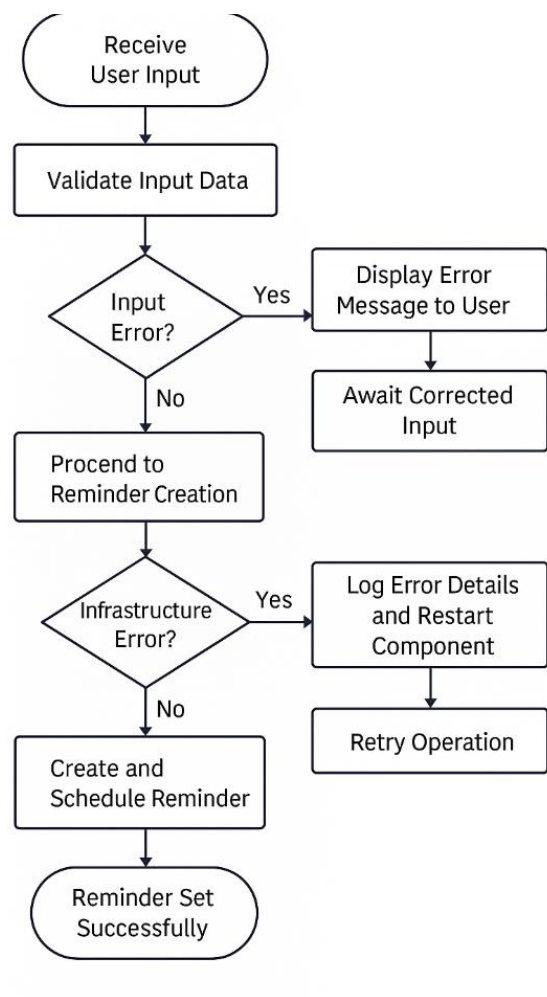 Receive
User Input
Validate Input Data
Input
Error?
Yes
Display Error
Message to User
Await Corrected
Input
No
Procend to
Reminder Creation
Infrastructure
Error?
Yes
Log Error Details
and Restart
Component
Retry Operation
No
Create and
Schedule Reminder
Reminder Set
Successfully